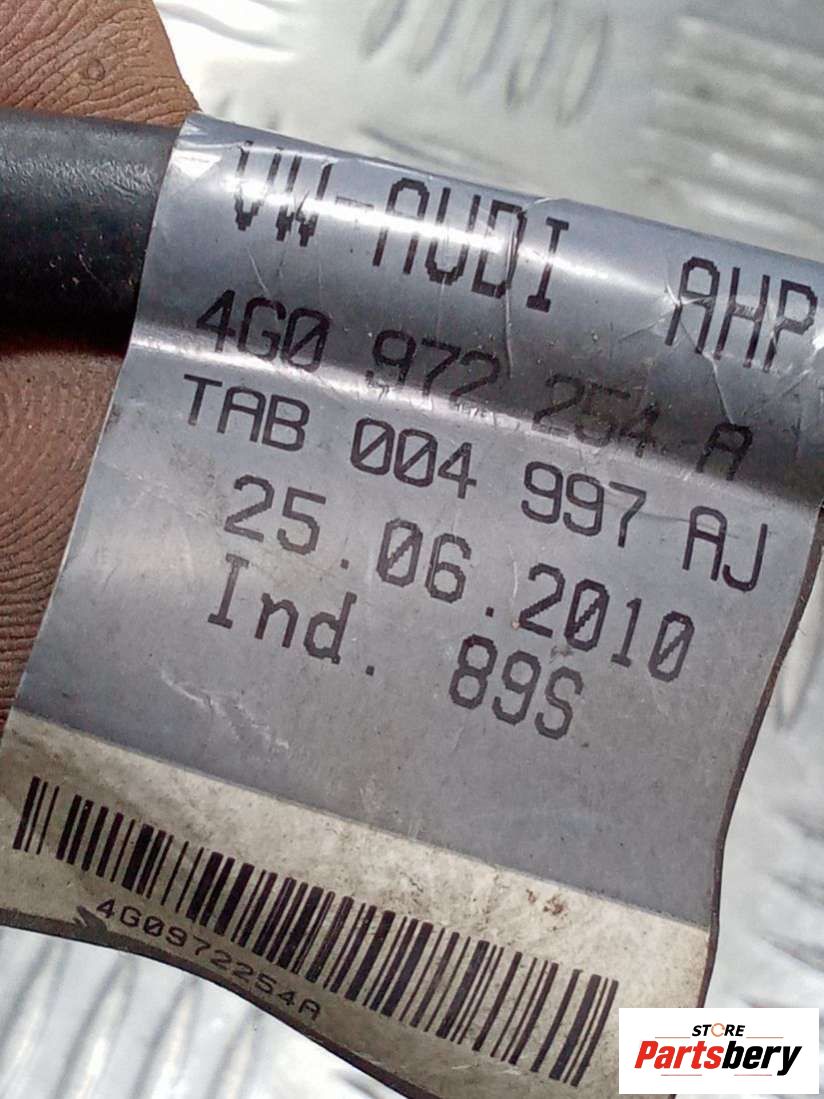 VW-AUDI AHP
4G0 972 254 A
TAB 004 997 AJ
25.06.2010
Ind. 89S
4G0972254A
STORE
Partsbery